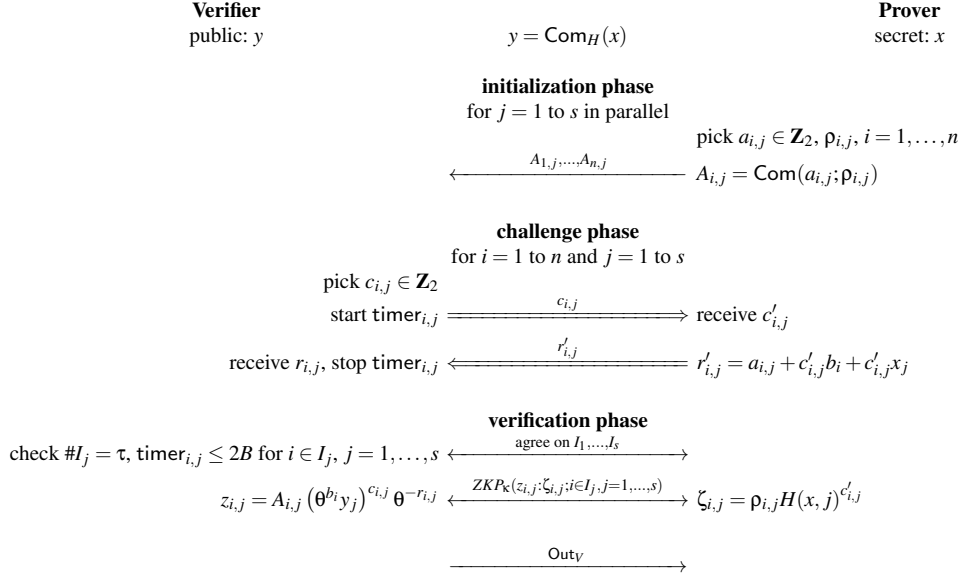 Verifier Prover
public: y y = Com_H(x) secret: x
initialization phase
for j = 1 to s in parallel
pick a_{i,j} ∈ Z_2, ρ_{i,j}, i = 1,...,n
A_{1,j},...,A_{n,j}
A_{i,j} = Com(a_{i,j};ρ_{i,j})
challenge phase
for i = 1 to n and j = 1 to s
pick c_{i,j} ∈ Z_2
start timer_{i,j} c_{i,j} receive c'_{i,j}
receive r_{i,j}, stop timer_{i,j} r'_{i,j} r'_{i,j} = a_{i,j} + c'_{i,j}b_i + c'_{i,j}x_j
verification phase
check #I_j = τ, timer_{i,j} ≤ 2B for i ∈ I_j, j = 1,...,s agree on I_1,...,I_s
z_{i,j} = A_{i,j} (θ^{b_i} y_j)^{c_{i,j}} θ^{-r_{i,j}} ZKP_κ(z_{i,j}:ζ_{i,j};i∈I_j,j=1,...,s) ζ_{i,j} = ρ_{i,j}H(x,j)^{c'_{i,j}}
Out_V